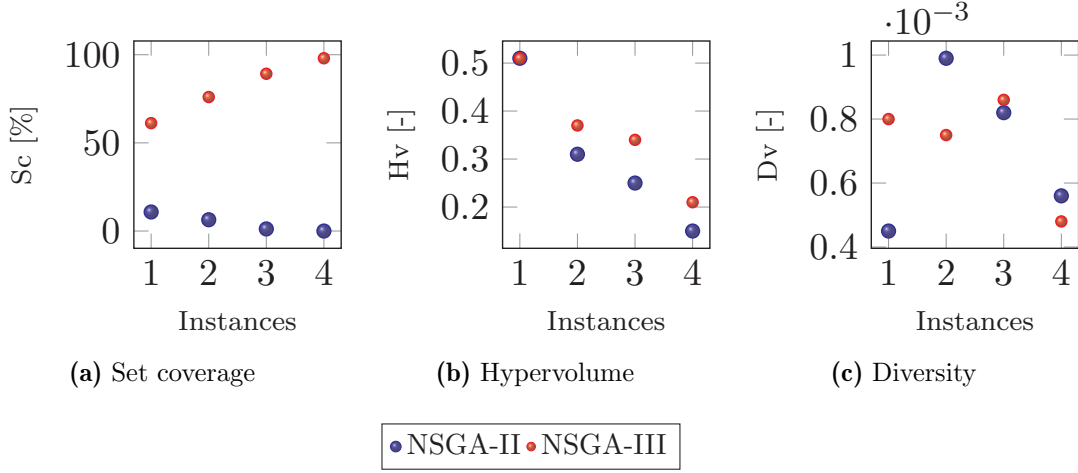 ·10⁻³
100
50
0
Sc [%]
1 2 3 4
Instances
(a) Set coverage
0.5
0.4
0.3
0.2
Hv [-]
1 2 3 4
Instances
(b) Hypervolume
1
0.8
0.6
0.4
Dv [-]
1 2 3 4
Instances
(c) Diversity
NSGA-II NSGA-III